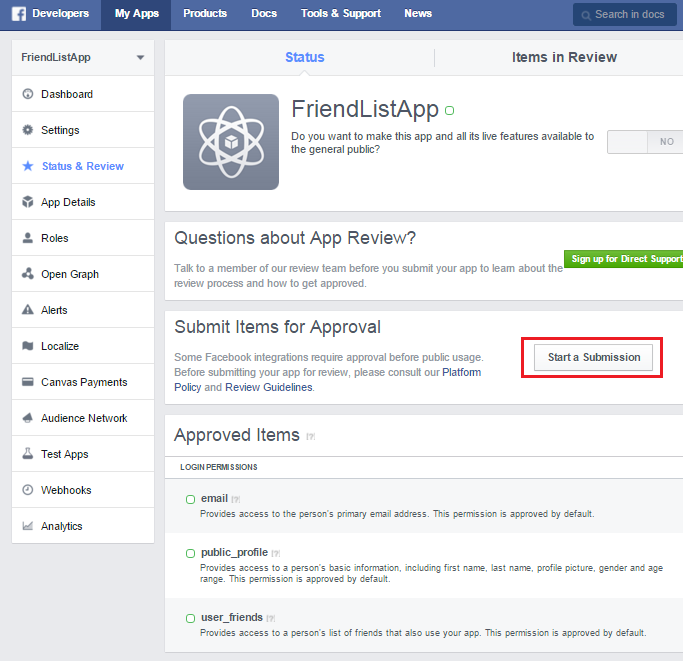 Developers
My Apps
Products
Docs
Tools & Support
News
Search in docs
FriendListApp
Dashboard
Settings
Status & Review
App Details
Roles
Open Graph
Alerts
Localize
Canvas Payments
Audience Network
Test Apps
Webhooks
Analytics
Status
Items in Review
FriendListApp
Do you want to make this app and all its live features available to
the general public?
NO
Questions about App Review?
Talk to a member of our review team before you submit your app to learn about the
review process and how to get approved.
Sign up for Direct Support
Submit Items for Approval
Some Facebook integrations require approval before public usage.
Before submitting your app for review, please consult our Platform
Policy and Review Guidelines.
Start a Submission
Approved Items [?]
LOGIN PERMISSIONS
email [?]
Provides access to the person's primary email address. This permission is approved by default.
public_profile [?]
Provides access to a person's basic information, including first name, last name, profile picture, gender and age
range. This permission is approved by default.
user_friends [?]
Provides access to a person's list of friends that also use your app. This permission is approved by default.